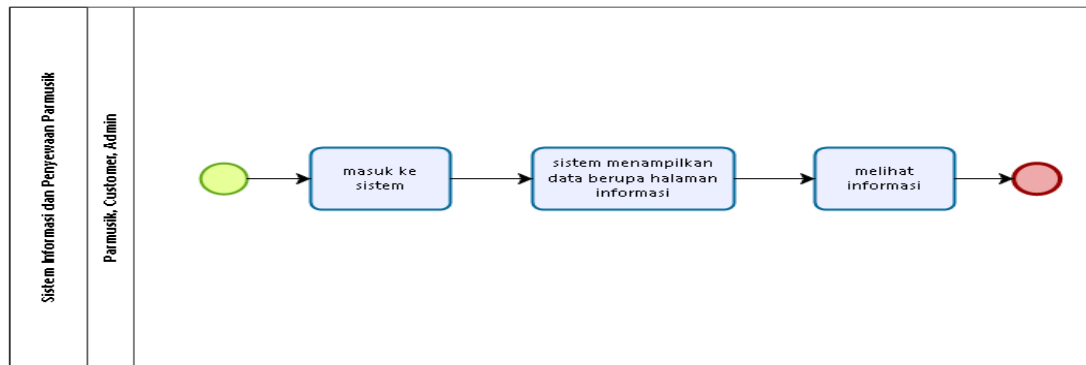 Sistem Informasi dan Penyewaan Parmusik
Parmusik, Customer, Admin
masuk ke
sistem
sistem menampilkan
data berupa halaman
informasi
melihat
informasi